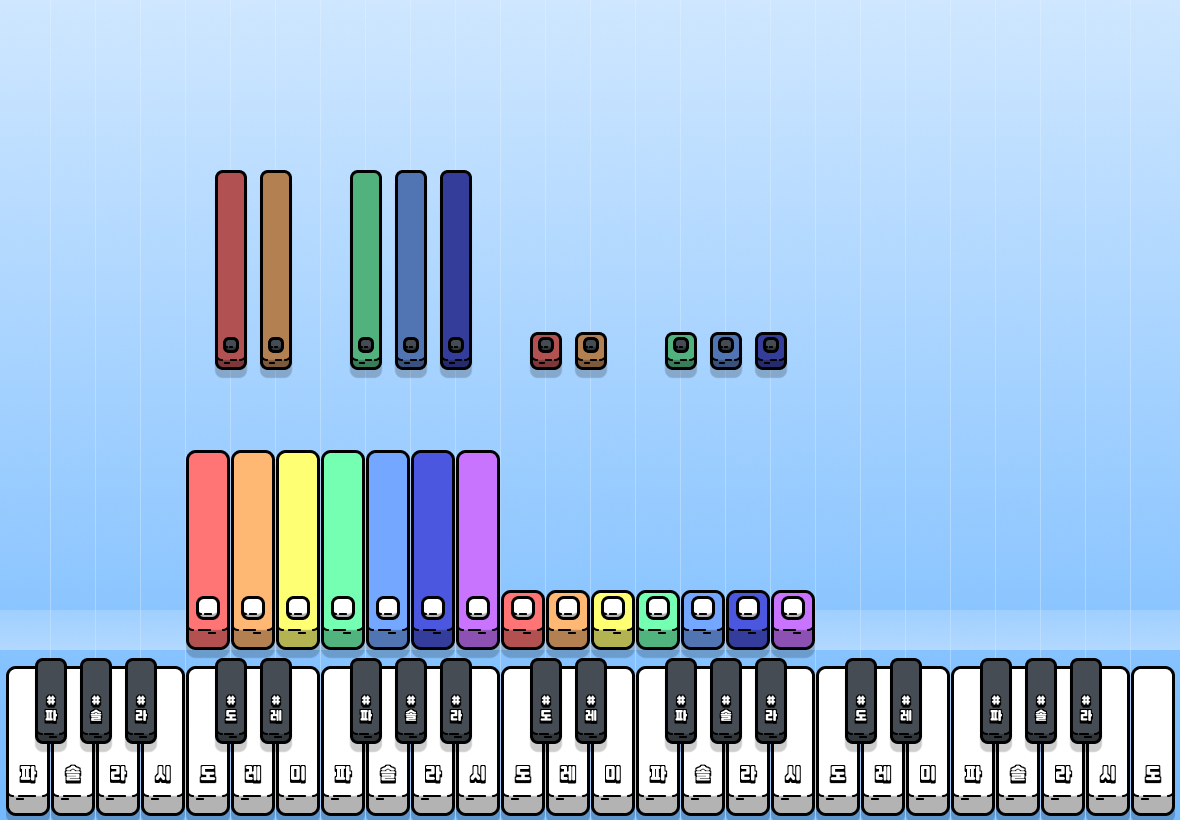 # # # # # # # # # # # # # # # # # #
파 솔 라 도 레 파 솔 라 도 레 파 솔 라 도 레 파 솔 라
파 솔 라 시 도 레 미 파 솔 라 시 도 레 미 파 솔 라 시 도 레 미 파 솔 라 시 도